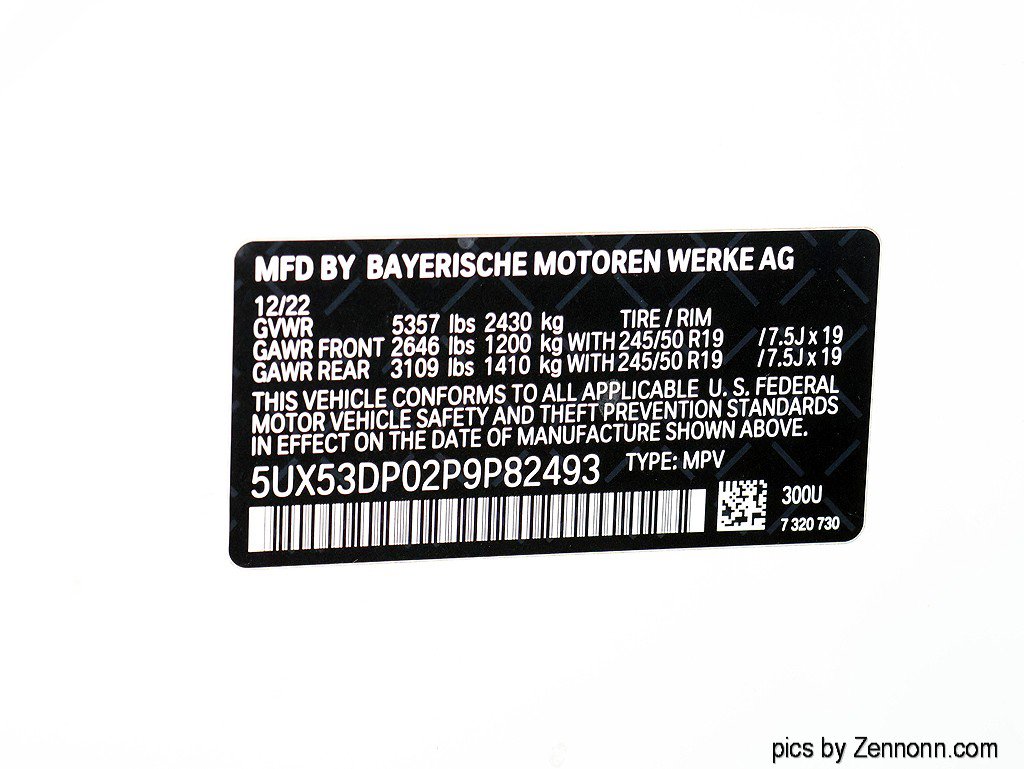 MFD BY BAYERISCHE MOTOREN WERKE AG
12/22
GVWR 5357 lbs 2430 kg TIRE / RIM
GAWR FRONT 2646 lbs 1200 kg WITH 245/50 R19 / 7.5J x 19
GAWR REAR 3109 lbs 1410 kg WITH 245/50 R19 / 7.5J x 19
THIS VEHICLE CONFORMS TO ALL APPLICABLE U. S. FEDERAL
MOTOR VEHICLE SAFETY AND THEFT PREVENTION STANDARDS
IN EFFECT ON THE DATE OF MANUFACTURE SHOWN ABOVE.
5UX53DP02P9P82493 TYPE: MPV
300U
7 320 730
pics by Zennonn.com